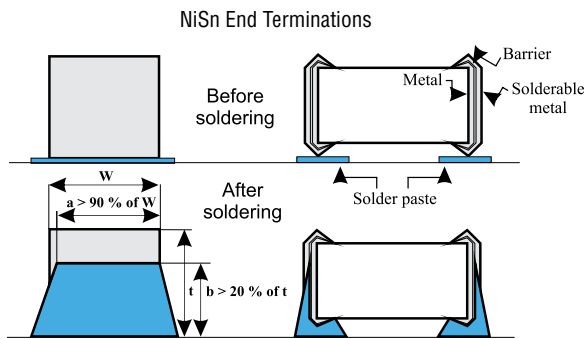 NiSn End Terminations
Before
soldering
Barrier
Metal
Solderable
metal
Solder paste
After
soldering
W
a > 90 % of W
t
b > 20 % of t